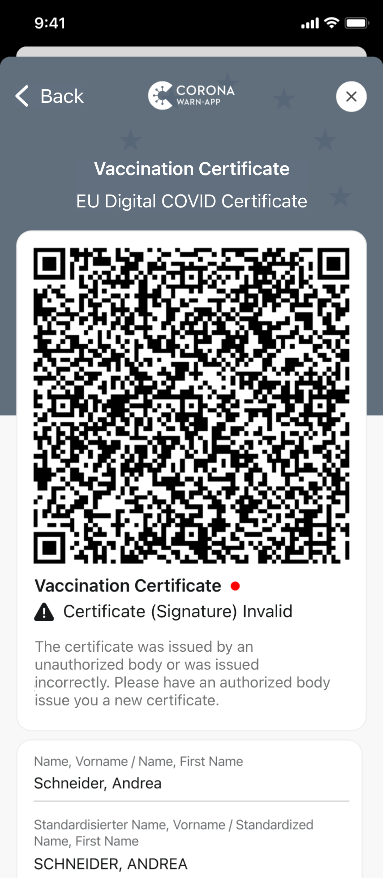 9:41
Back
CORONA
WARN-APP
Vaccination Certificate
EU Digital COVID Certificate
Vaccination Certificate
Certificate (Signature) Invalid
The certificate was issued by an
unauthorized body or was issued
incorrectly. Please have an authorized body
issue you a new certificate.
Name, Vorname / Name, First Name
Schneider, Andrea
Standardisierter Name, Vorname / Standardized
Name, First Name
SCHNEIDER, ANDREA